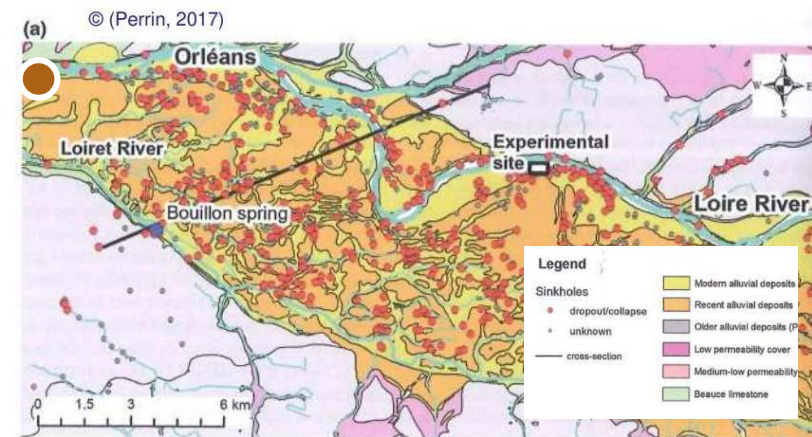 © (Perrin, 2017)
(a)
Orléans
N
W E
S
Loiret River
Experimental
site
Bouillon spring
Loire River
Legend
Sinkholes
dropout/collapse
unknown
cross-section
Modern alluvial deposits
Recent alluvial deposits
Older alluvial deposits (P
Low permeability cover
Medium-low permeability
Beauce limestone
0 1,5 3 6 km